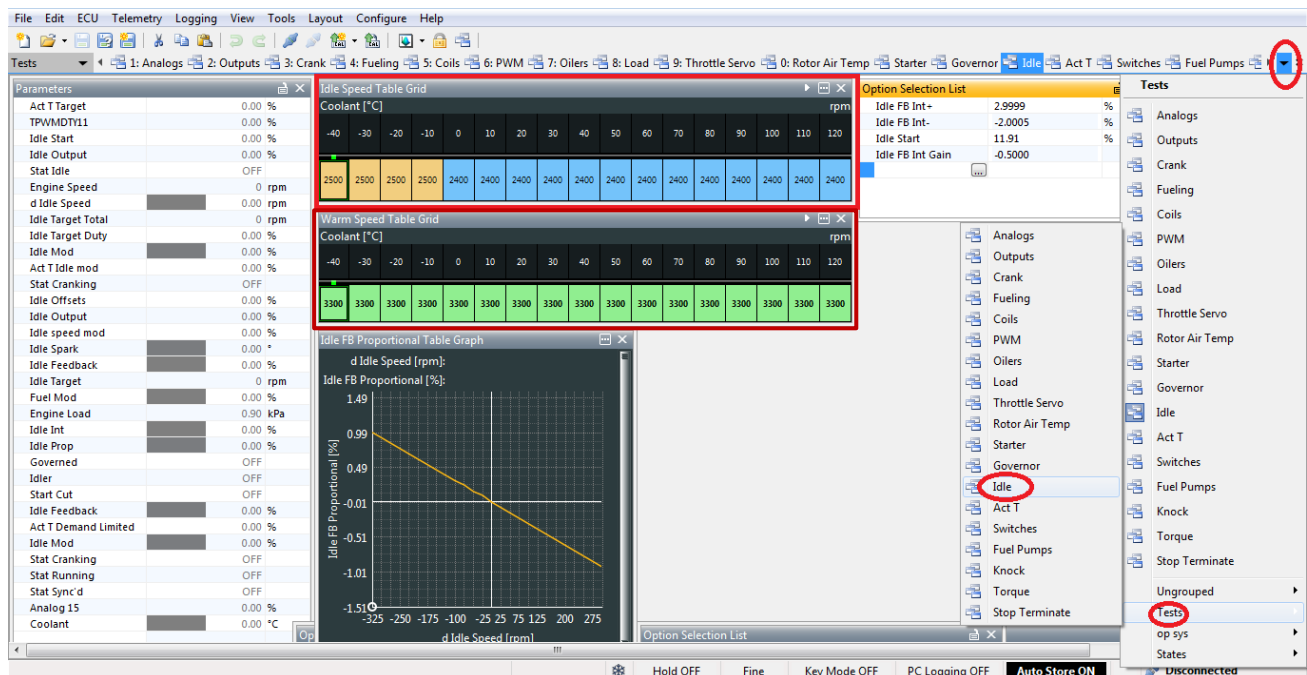 File Edit ECU Telemetry Logging View Tools Layout Configure Help
Tests 1: Analogs 2: Outputs 3: Crank 4: Fueling 5: Coils 6: PWM 7: Oilers 8: Load 9: Throttle Servo 0: Rotor Air Temp Starter Governor Idle Act T Switches Fuel Pumps
Parameters
Act T Target 0.00 %
TPWMDTY11 0.00 %
Idle Start 0.00 %
Idle Output 0.00 %
Stat Idle OFF
Engine Speed 0 rpm
d Idle Speed 0.00 rpm
Idle Target Total 0 rpm
Idle Target Duty 0.00 %
Idle Mod 0.00 %
Act T Idle mod 0.00 %
Stat Cranking OFF
Idle Offsets 0.00 %
Idle Output 0.00 %
Idle speed mod 0.00 %
Idle Spark 0.00 °
Idle Feedback 0.00 %
Idle Target 0 rpm
Fuel Mod 0.00 %
Engine Load 0.90 kPa
Idle Int 0.00 %
Idle Prop 0.00 %
Governed OFF
Idler OFF
Start Cut OFF
Idle Feedback 0.00 %
Act T Demand Limited 0.00 %
Idle Mod 0.00 %
Stat Cranking OFF
Stat Running OFF
Stat Sync'd OFF
Analog 15 0.00 %
Coolant 0.00 °C
Idle Speed Table Grid
Coolant [°C] rpm
-40 -30 -20 -10 0 10 20 30 40 50 60 70 80 90 100 110 120
2500 2500 2500 2500 2400 2400 2400 2400 2400 2400 2400 2400 2400 2400 2400 2400 2400
Warm Speed Table Grid
Coolant [°C] rpm
-40 -30 -20 -10 0 10 20 30 40 50 60 70 80 90 100 110 120
3300 3300 3300 3300 3300 3300 3300 3300 3300 3300 3300 3300 3300 3300 3300 3300 3300
Idle FB Proportional Table Graph
d Idle Speed [rpm]:
Idle FB Proportional [%]:
1.49
0.99
0.49
-0.01
-0.51
-1.01
-1.51
Idle FB Proportional [%]
-325 -250 -175 -100 -25 25 75 125 200 275
d Idle Speed [rpm]
Op
Option Selection List
Option Selection List
Idle FB Int+ 2.9999 %
Idle FB Int- -2.0005 %
Idle Start 11.91 %
Idle FB Int Gain -0.5000
...
Analogs
Outputs
Crank
Fueling
Coils
PWM
Oilers
Load
Throttle Servo
Rotor Air Temp
Starter
Governor
Idle
Act T
Switches
Fuel Pumps
Knock
Torque
Stop Terminate
Tests
Analogs
Outputs
Crank
Fueling
Coils
PWM
Oilers
Load
Throttle Servo
Rotor Air Temp
Starter
Governor
Idle
Act T
Switches
Fuel Pumps
Knock
Torque
Stop Terminate
Ungrouped
Tests
op sys
States
Hold OFF Fine Key Mode OFF PC Logging OFF Auto Store ON Disconnected